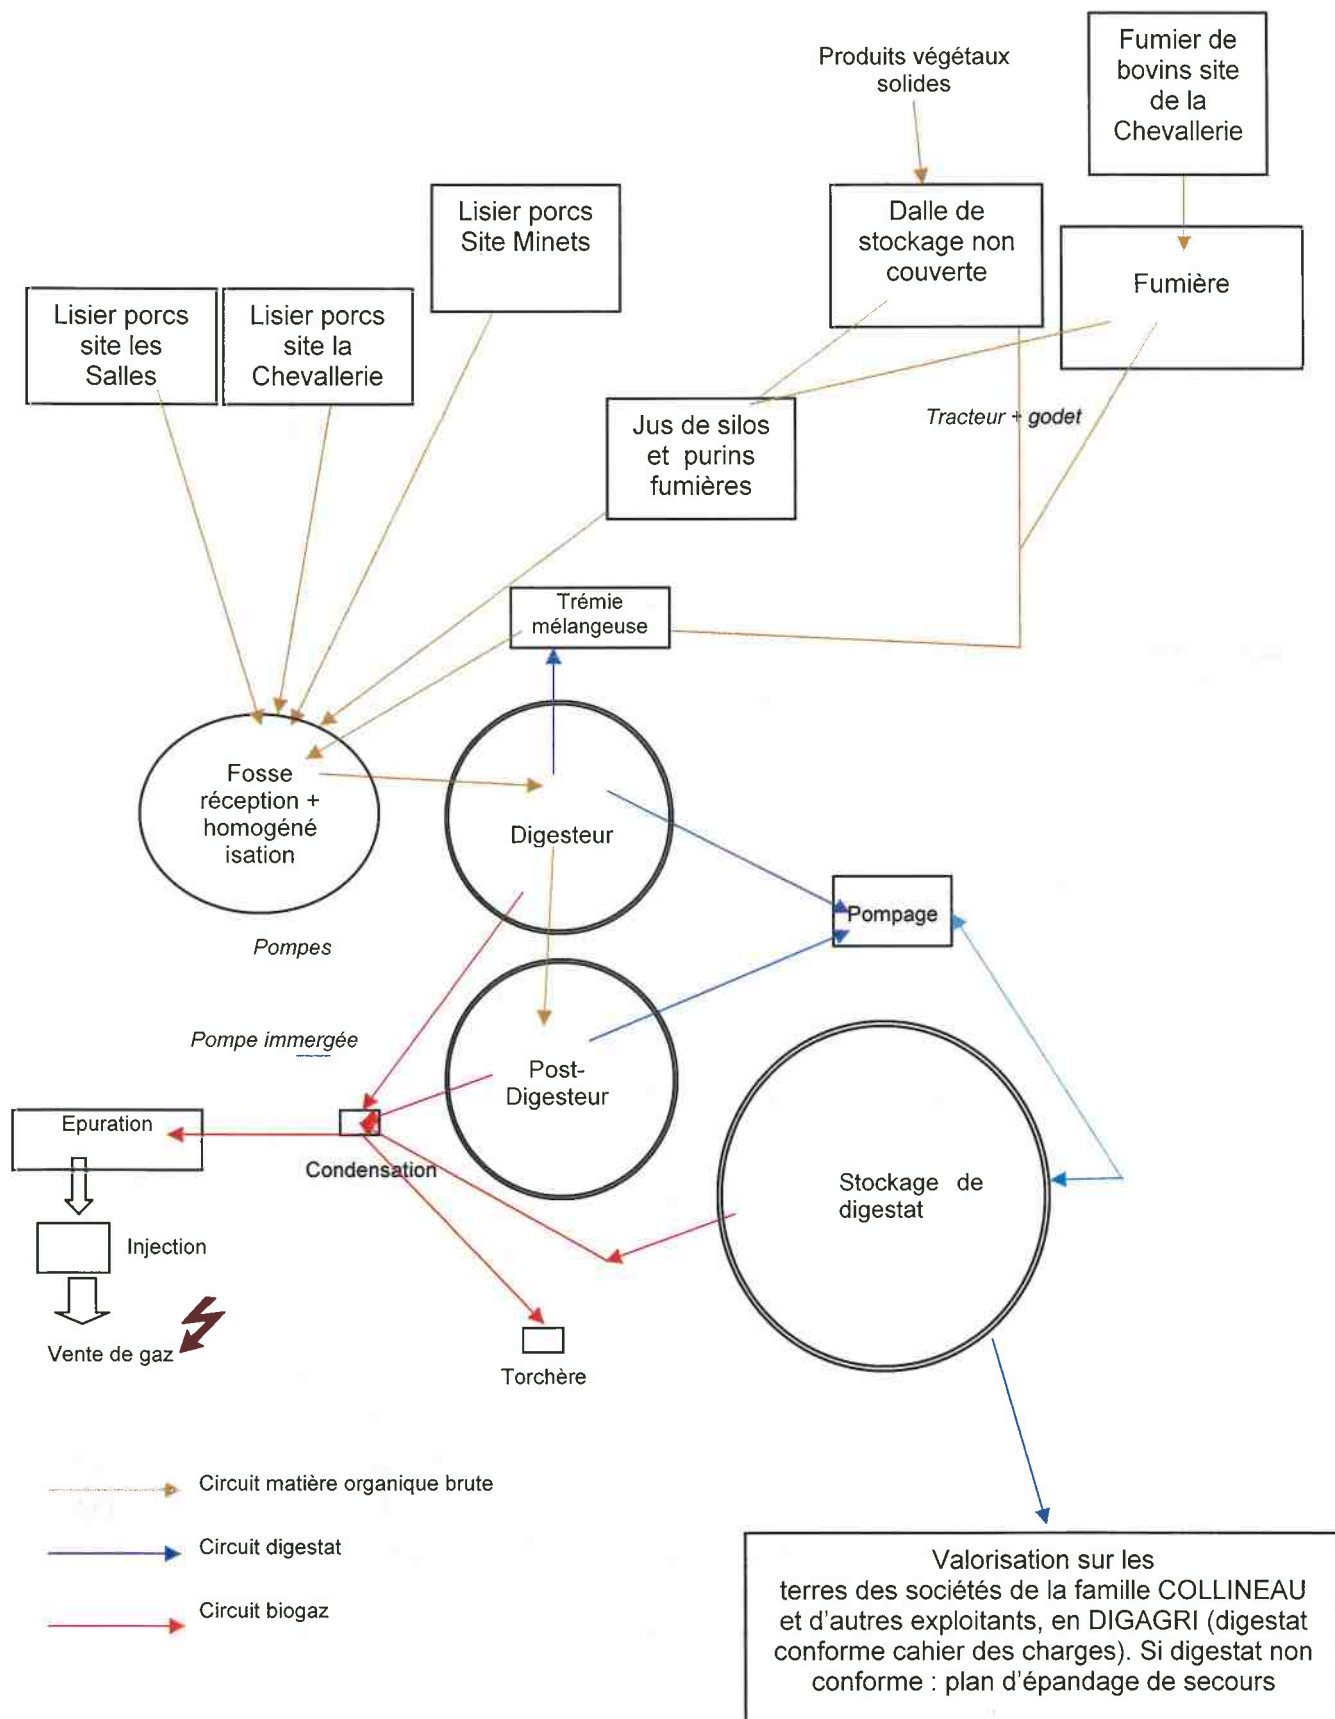 Produits végétaux
solides
Fumier de
bovins site
de la
Chevallerie
Lisier porcs
Site Minets
Dalle de
stockage non
couverte
Fumière
Lisier porcs
site les
Salles
Lisier porcs
site la
Chevallerie
Jus de silos
et purins
fumières
Tracteur + godet
Trémie
mélangeuse
Fosse
réception +
homogéné
isation
Digesteur
Pompage
Pompes
Pompe immergée
Post-
Digesteur
Epuration
Condensation
Stockage de
digestat
Injection
Vente de gaz
Torchère
Circuit matière organique brute
Circuit digestat
Circuit biogaz
Valorisation sur les
terres des sociétés de la famille COLLINEAU
et d'autres exploitants, en DIGAGRI (digestat
conforme cahier des charges). Si digestat non
conforme : plan d'épandage de secours